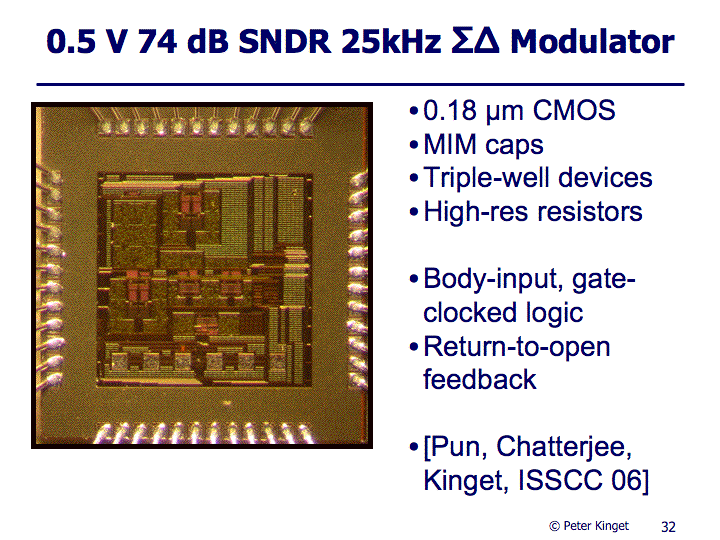 0.5 V 74 dB SNDR 25kHz ΣΔ Modulator
•0.18 µm CMOS
•MIM caps
•Triple-well devices
•High-res resistors
•Body-input, gate-
clocked logic
•Return-to-open
feedback
•[Pun, Chatterjee,
Kinget, ISSCC 06]
© Peter Kinget 32